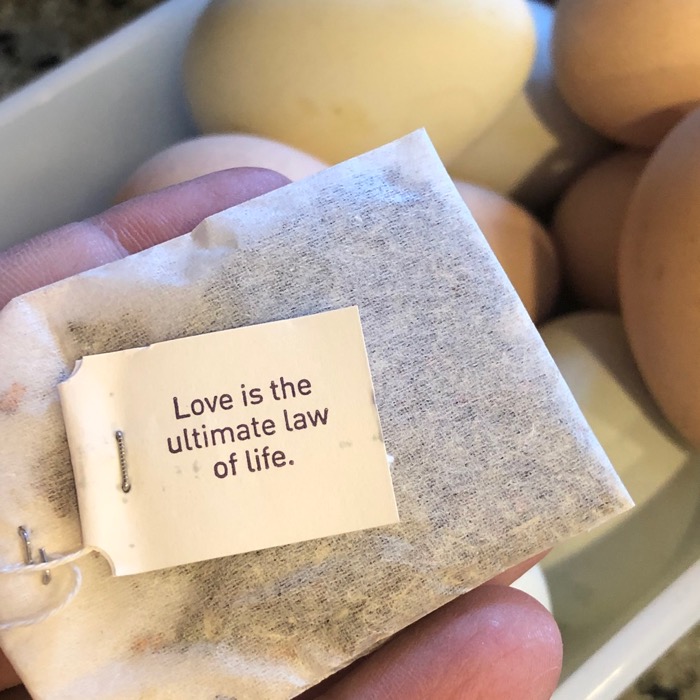 Love is the
ultimate law
of life.